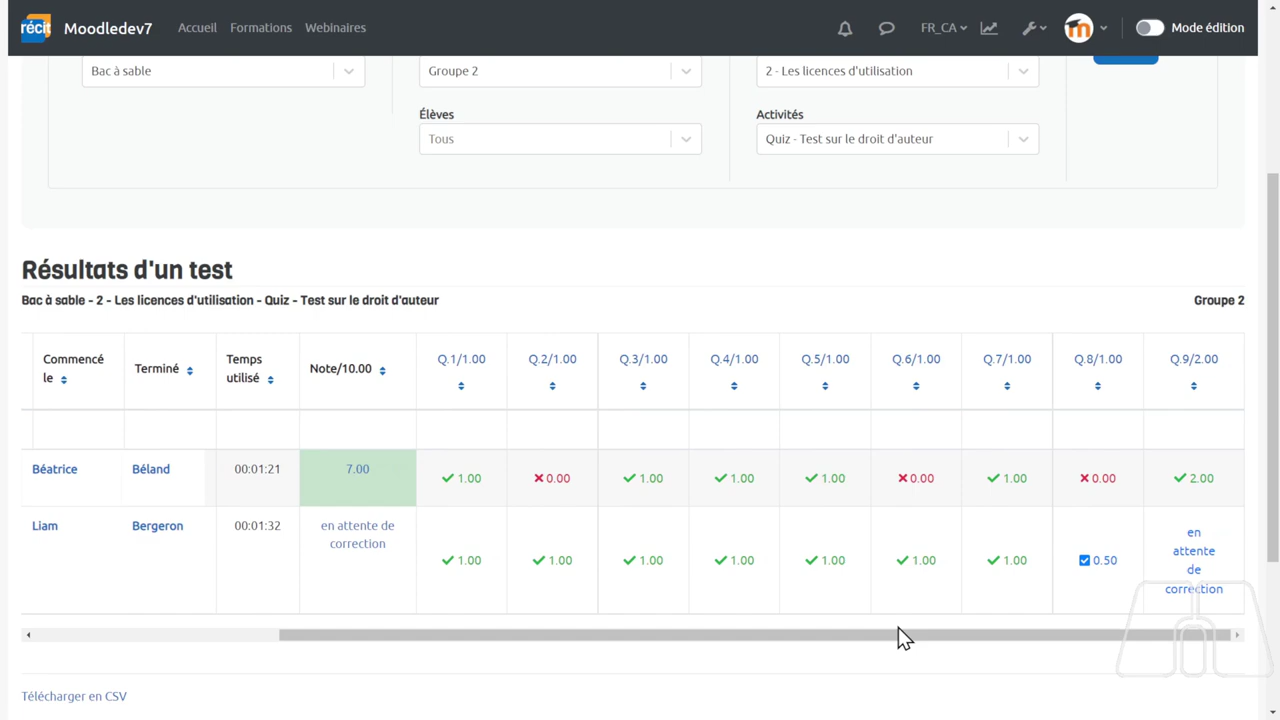 récit Moodledev7 Accueil Formations Webinaires FR_CA Mode édition
Bac à sable Groupe 2 2 - Les licences d'utilisation
Élèves Activités
Tous Quiz - Test sur le droit d'auteur
Résultats d'un test
Bac à sable - 2 - Les licences d'utilisation - Quiz - Test sur le droit d'auteur Groupe 2
Commencé le Terminé Temps utilisé Note/10.00 Q.1/1.00 Q.2/1.00 Q.3/1.00 Q.4/1.00 Q.5/1.00 Q.6/1.00 Q.7/1.00 Q.8/1.00 Q.9/2.00
Béatrice Béland 00:01:21 7.00 1.00 0.00 1.00 1.00 1.00 0.00 1.00 0.00 2.00
Liam Bergeron 00:01:32 en attente de correction 1.00 1.00 1.00 1.00 1.00 1.00 1.00 0.50 en attente de correction
Télécharger en CSV